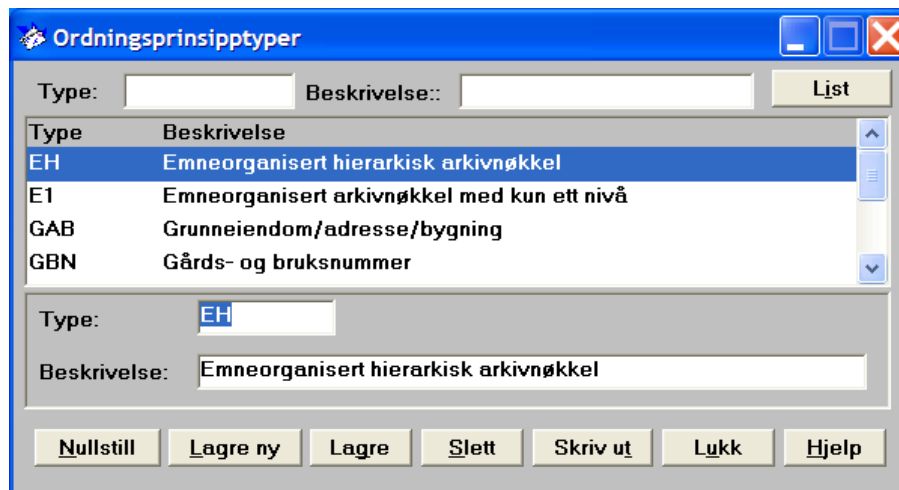 Ordningsprinsipptyper
Type: Beskrivelse:: List
Type Beskrivelse
EH Emneorganisert hierarkisk arkivnøkkel
E1 Emneorganisert arkivnøkkel med kun ett nivå
GAB Grunneiendom/adresse/bygning
GBN Gårds- og bruksnummer
Type: EH
Beskrivelse: Emneorganisert hierarkisk arkivnøkkel
Nullstill Lagre ny Lagre Slett Skriv ut Lukk Hjelp